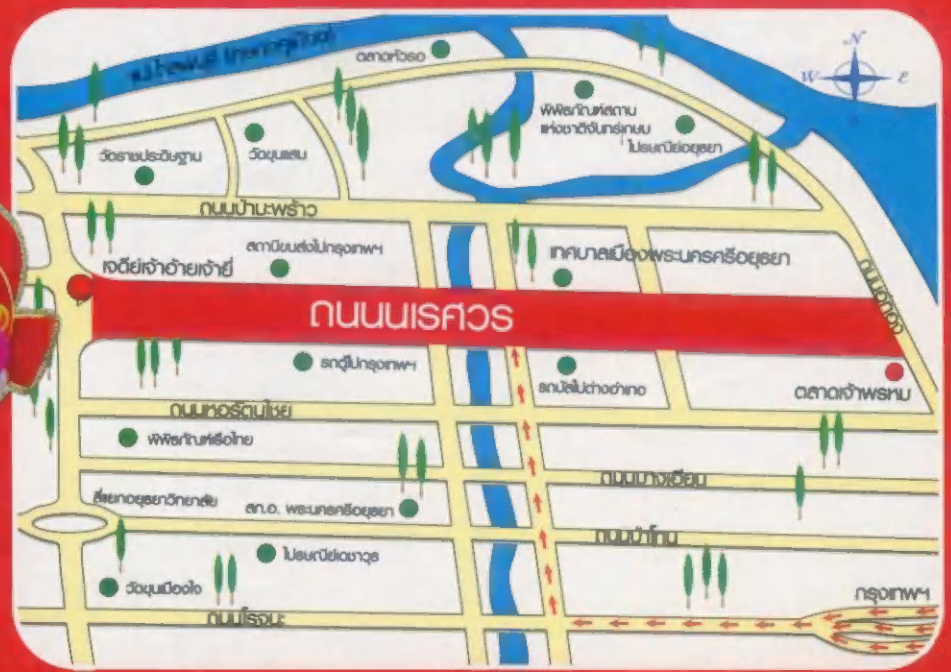 ตลาดหัวรอ
N
W
E
พิพิธภัณฑ์สถาน
แห่งชาติจันทร์เกษม
ไปรษณีย์อยุธยา
วัดราชประดิษฐาน
วัดขุนแสน
ถนนป่ามะพร้าว
สถานีขนส่งไปกรุงเทพฯ
เทศบาลเมืองพระนครศรีอยุธยา
เจดีย์เจ้าอ้ายเจ้ายี่
ถนนอู่ทอง
ถนนนเรศวร
รถตู้ไปกรุงเทพฯ
รถบัสไปต่างอำเภอ
ตลาดเจ้าพรหม
ถนนหอรัตนไชย
พิพิธภัณฑ์เรือไทย
ถนนบางเอียน
สี่แยกอยุธยาวิทยาลัย
สภ.อ. พระนครศรีอยุธยา
ถนนป่าโทน
ไปรษณีย์เดชาวุธ
วัดขุนเมืองใจ
กรุงเทพฯ
ถนนโรจนะ